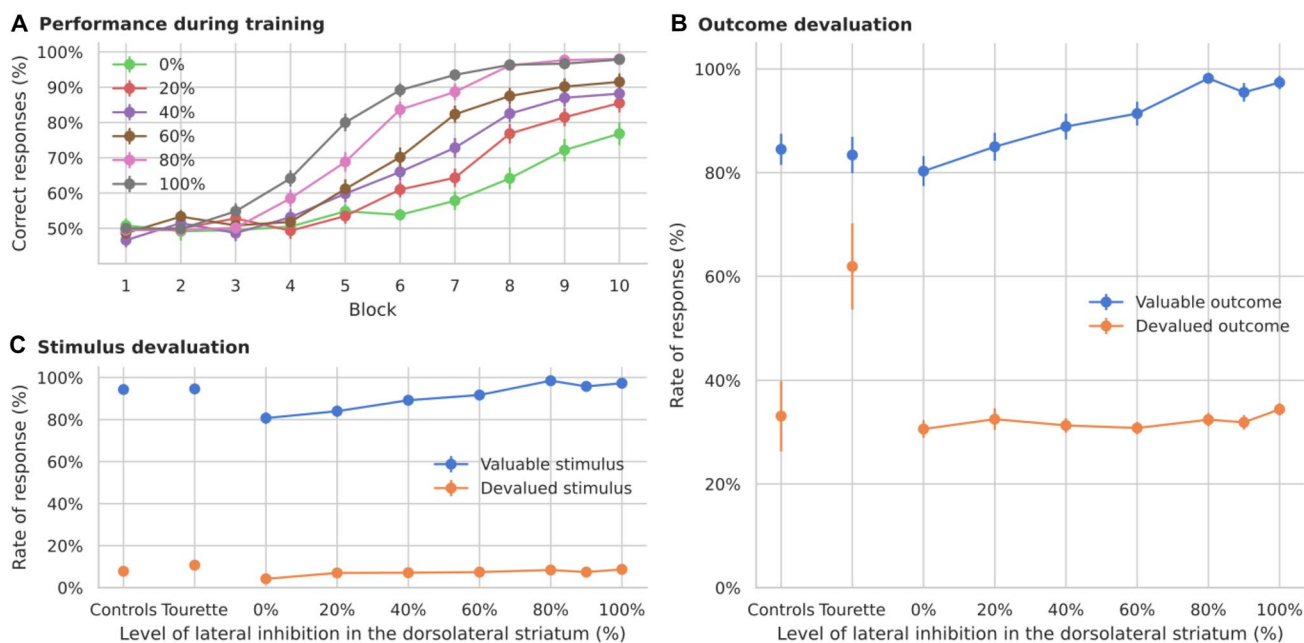 A Performance during training
Correct responses (%)
100%
90%
80%
70%
60%
50%
0%
20%
40%
60%
80%
100%
1 2 3 4 5 6 7 8 9 10
Block
B Outcome devaluation
Rate of response (%)
100%
80%
60%
40%
20%
0%
Valuable outcome
Devalued outcome
Controls Tourette 0% 20% 40% 60% 80% 100%
Level of lateral inhibition in the dorsolateral striatum (%)
C Stimulus devaluation
Rate of response (%)
100%
80%
60%
40%
20%
0%
Valuable stimulus
Devalued stimulus
Controls Tourette 0% 20% 40% 60% 80% 100%
Level of lateral inhibition in the dorsolateral striatum (%)